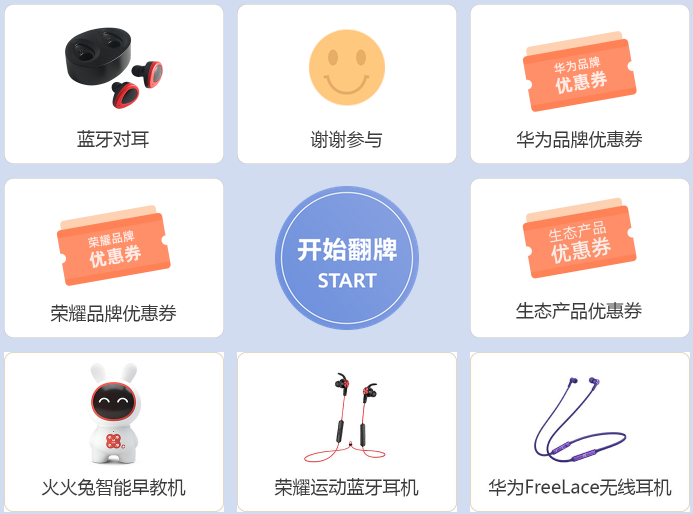 蓝牙对耳
谢谢参与
华为品牌
优惠券
华为品牌优惠券
荣耀品牌
优惠券
荣耀品牌优惠券
开始翻牌
START
生态产品
优惠券
生态产品优惠券
火火兔智能早教机
荣耀运动蓝牙耳机
华为FreeLace无线耳机